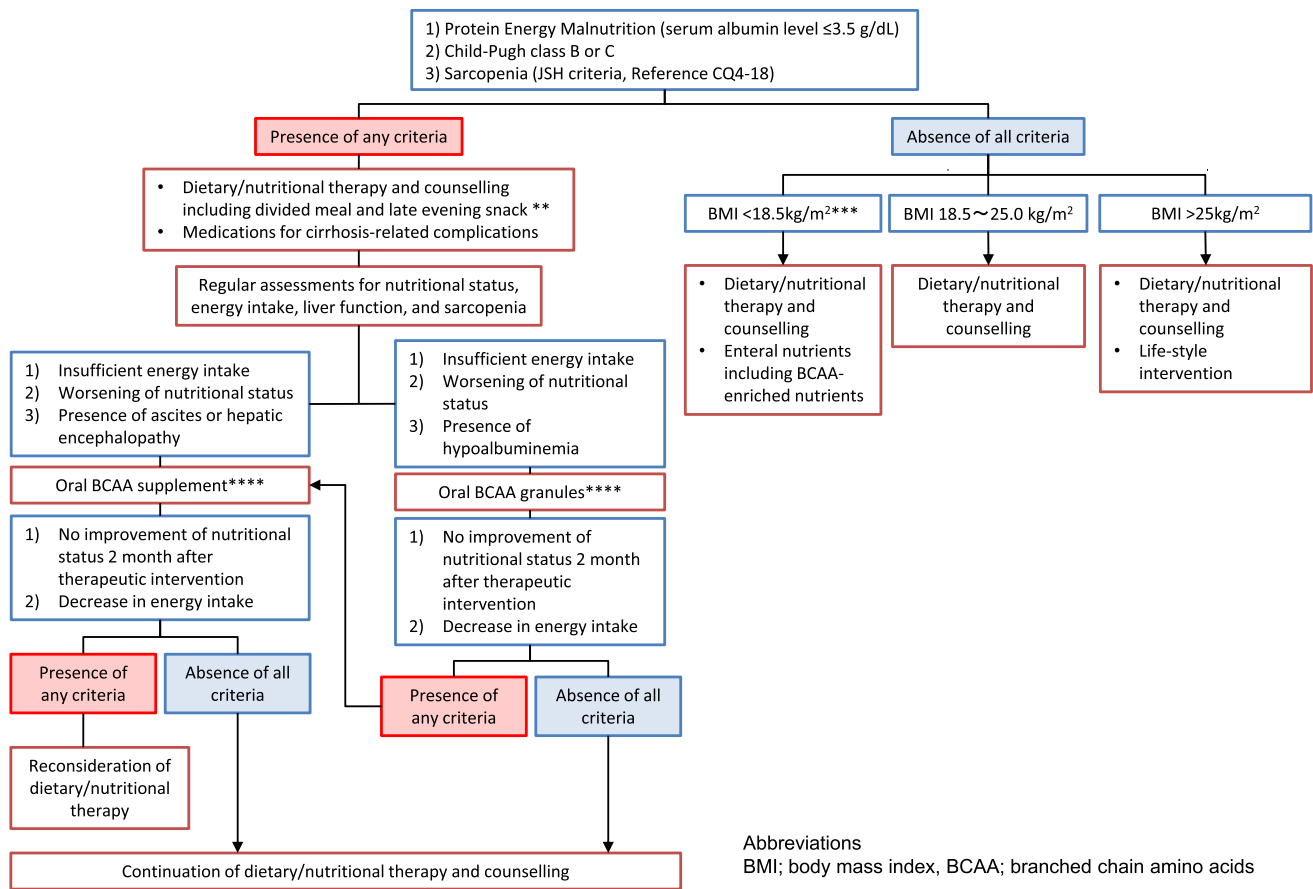 1) Protein Energy Malnutrition (serum albumin level ≤3.5 g/dL)
2) Child-Pugh class B or C
3) Sarcopenia (JSH criteria, Reference CQ4-18)
Presence of any criteria
Absence of all criteria
• Dietary/nutritional therapy and counselling
including divided meal and late evening snack **
• Medications for cirrhosis-related complications
Regular assessments for nutritional status,
energy intake, liver function, and sarcopenia
BMI <18.5kg/m²***
BMI 18.5～25.0 kg/m²
BMI >25kg/m²
• Dietary/nutritional
therapy and
counselling
• Enteral nutrients
including BCAA-
enriched nutrients
Dietary/nutritional
therapy and
counselling
• Dietary/nutritional
therapy and
counselling
• Life-style
intervention
1) Insufficient energy intake
2) Worsening of nutritional status
3) Presence of ascites or hepatic
encephalopathy
1) Insufficient energy intake
2) Worsening of nutritional
status
3) Presence of
hypoalbuminemia
Oral BCAA supplement****
Oral BCAA granules****
1) No improvement of nutritional
status 2 month after
therapeutic intervention
2) Decrease in energy intake
1) No improvement of
nutritional status 2 month
after therapeutic
intervention
2) Decrease in energy intake
Presence of
any criteria
Absence of all
criteria
Presence of
any criteria
Absence of all
criteria
Reconsideration of
dietary/nutritional
therapy
Continuation of dietary/nutritional therapy and counselling
Abbreviations
BMI; body mass index, BCAA; branched chain amino acids